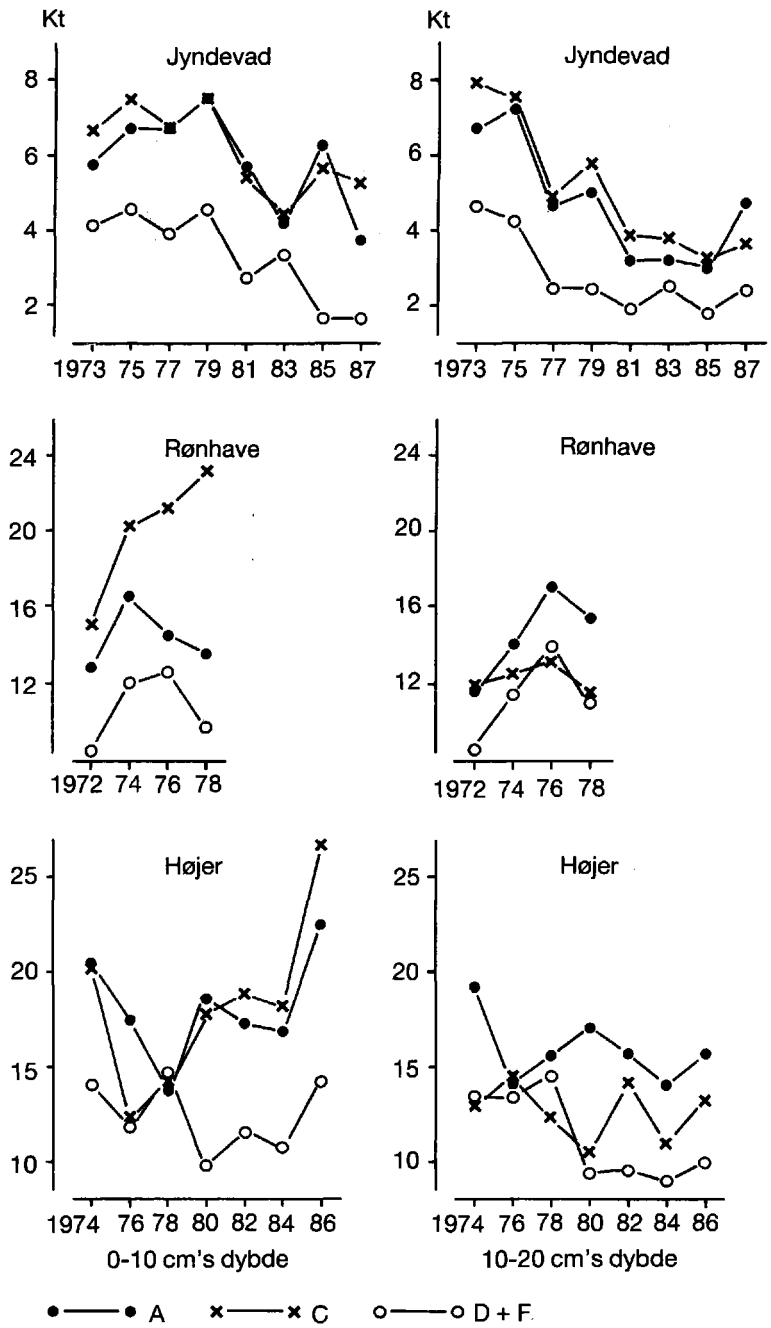 Kt Kt
Jyndevad Jyndevad
8 8
6 6
4 4
2 2
1973 75 77 79 81 83 85 87 1973 75 77 79 81 83 85 87
Rønhave Rønhave
24 24
20 20
16 16
12 12
1972 74 76 78 1972 74 76 78
Højer Højer
25 25
20 20
15 15
10 10
1974 76 78 80 82 84 86 1974 76 78 80 82 84 86
0-10 cm's dybde 10-20 cm's dybde
A C D + F